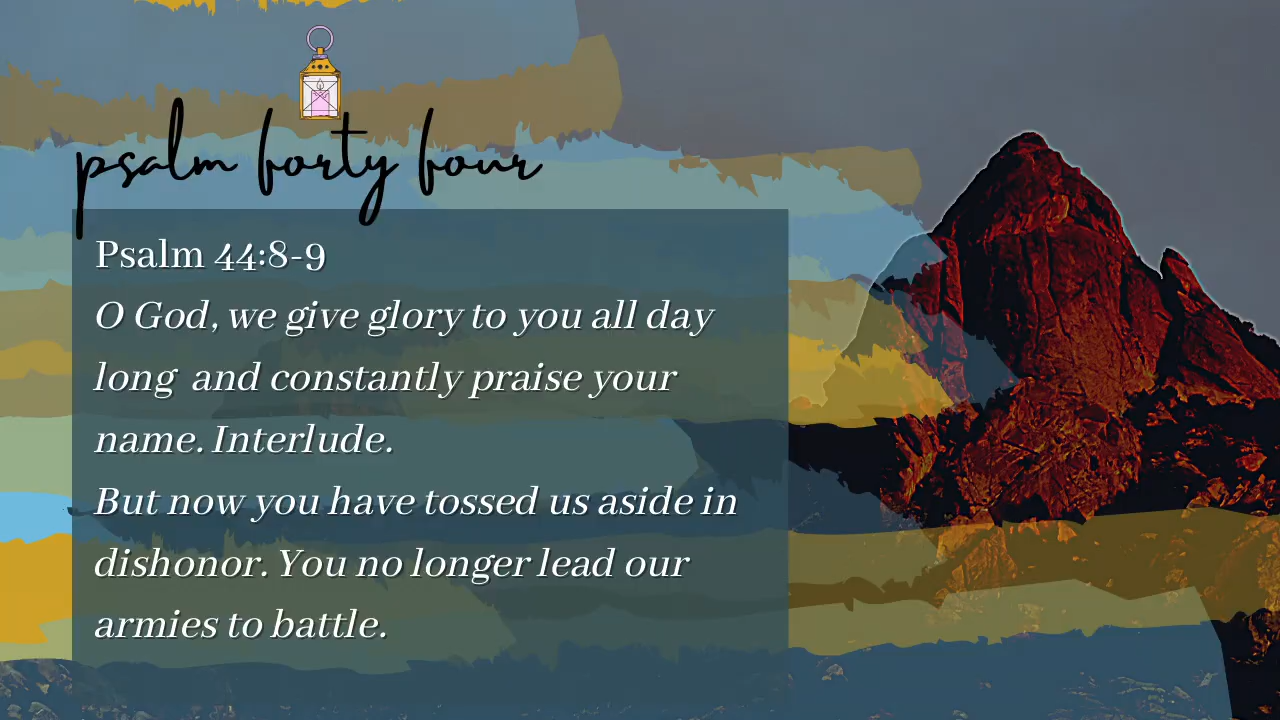 psalm forty four
Psalm 44:8-9
O God, we give glory to you all day
long and constantly praise your
name. Interlude.
But now you have tossed us aside in
dishonor. You no longer lead our
armies to battle.